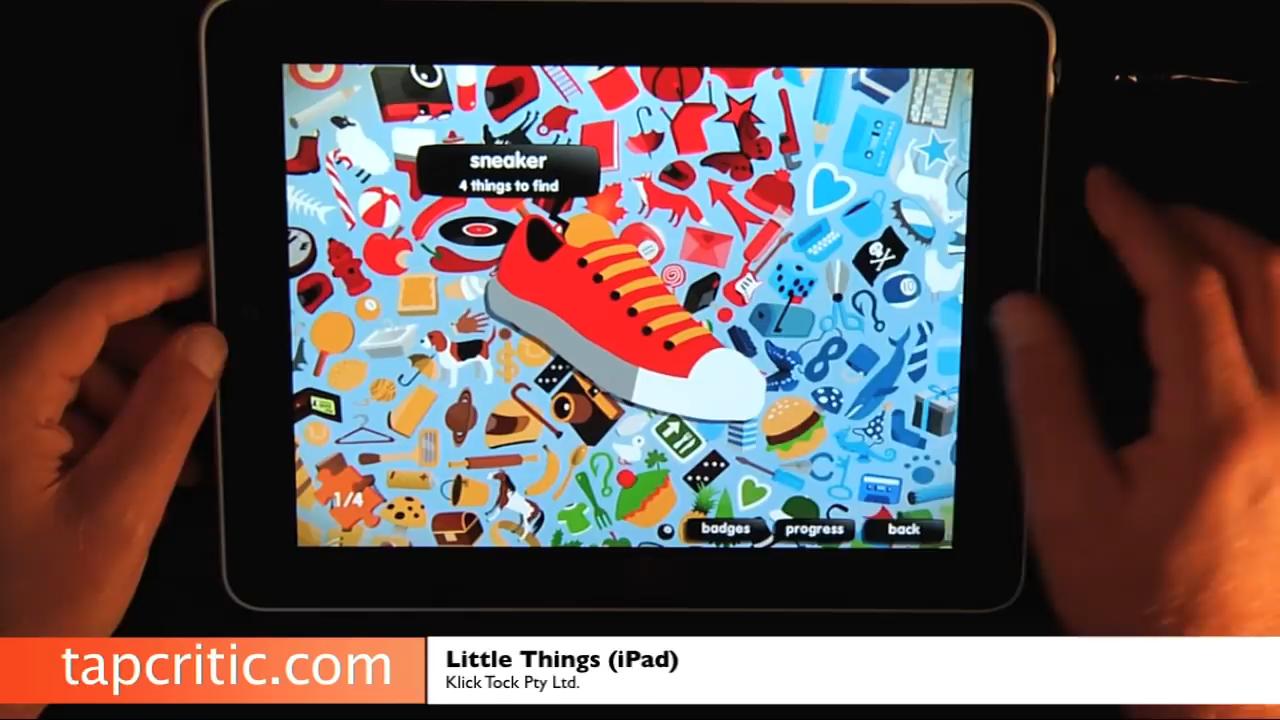 sneaker
4 things to find
10
1/4
badges
progress
back
tapcritic.com
Little Things (iPad)
Klick Tock Pty Ltd.